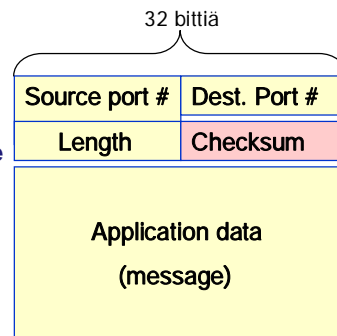 32 bittiä
Source port # Dest. Port #
e Length Checksum
Application data
(message)